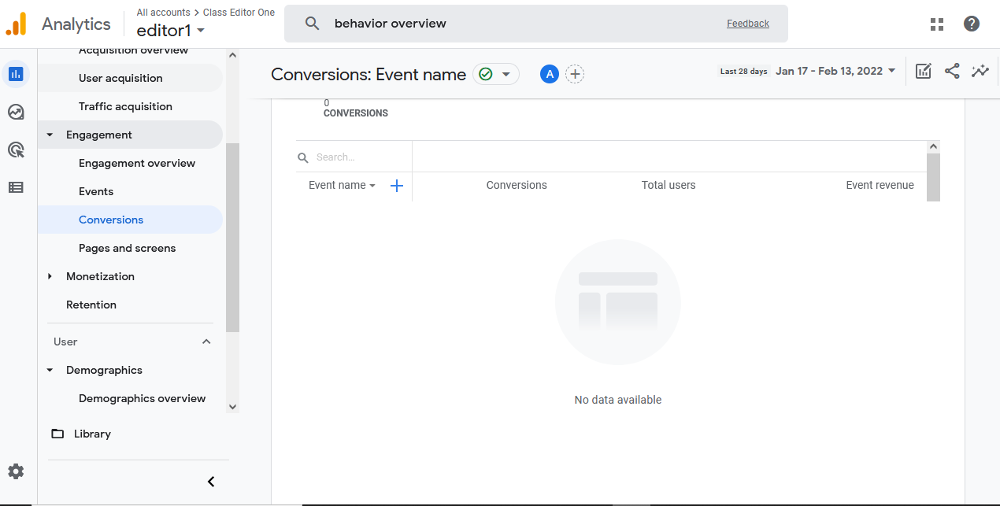 Analytics
All accounts > Class Editor One
editor1
behavior overview
Feedback
Acquisition overview
User acquisition
Traffic acquisition
Engagement
Engagement overview
Events
Conversions
Pages and screens
Monetization
Retention
User
Demographics
Demographics overview
Library
Conversions: Event name
A
Last 28 days Jan 17 - Feb 13, 2022
0
CONVERSIONS
Search...
Event name Conversions Total users Event revenue
No data available